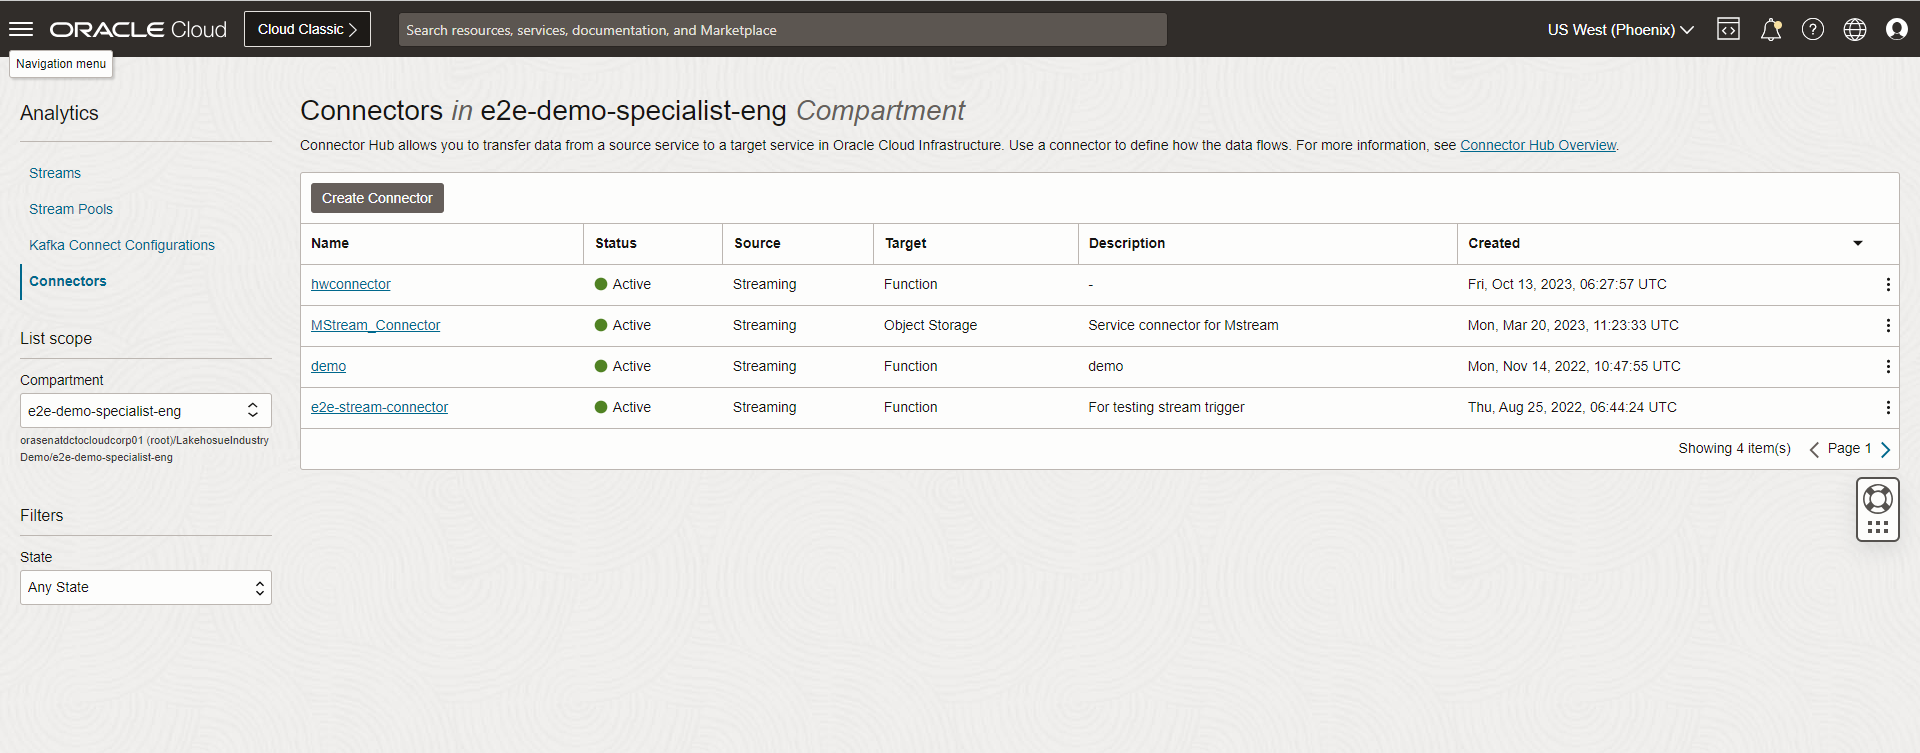 ORACLE Cloud
Cloud Classic
Search resources, services, documentation, and Marketplace
US West (Phoenix)
Navigation menu
Analytics
Streams
Stream Pools
Kafka Connect Configurations
Connectors
List scope
Compartment
e2e-demo-specialist-eng
orasenatdctocloudcorp01 (root)/LakehosueIndustry
Demo/e2e-demo-specialist-eng
Filters
State
Any State
Connectors in e2e-demo-specialist-eng Compartment
Connector Hub allows you to transfer data from a source service to a target service in Oracle Cloud Infrastructure. Use a connector to define how the data flows. For more information, see Connector Hub Overview.
Create Connector
Name Status Source Target Description Created
hwconnector Active Streaming Function - Fri, Oct 13, 2023, 06:27:57 UTC
MStream_Connector Active Streaming Object Storage Service connector for Mstream Mon, Mar 20, 2023, 11:23:33 UTC
demo Active Streaming Function demo Mon, Nov 14, 2022, 10:47:55 UTC
e2e-stream-connector Active Streaming Function For testing stream trigger Thu, Aug 25, 2022, 06:44:24 UTC
Showing 4 item(s) Page 1